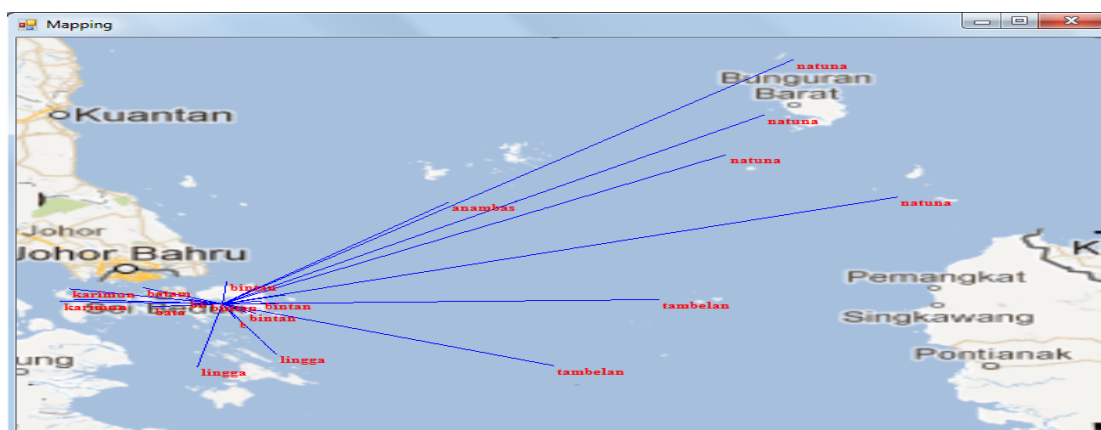 Mapping
natuna
Bunguran
Barat
Kuantan
natuna
natuna
natuna
anambas
Johor
Johor Bahru
bintan
karimun
batam
karimun
bata
bintan
bintan
tambelan
Pemangkat
Singkawang
lingga
lingga
tambelan
Pontianak
ung
K